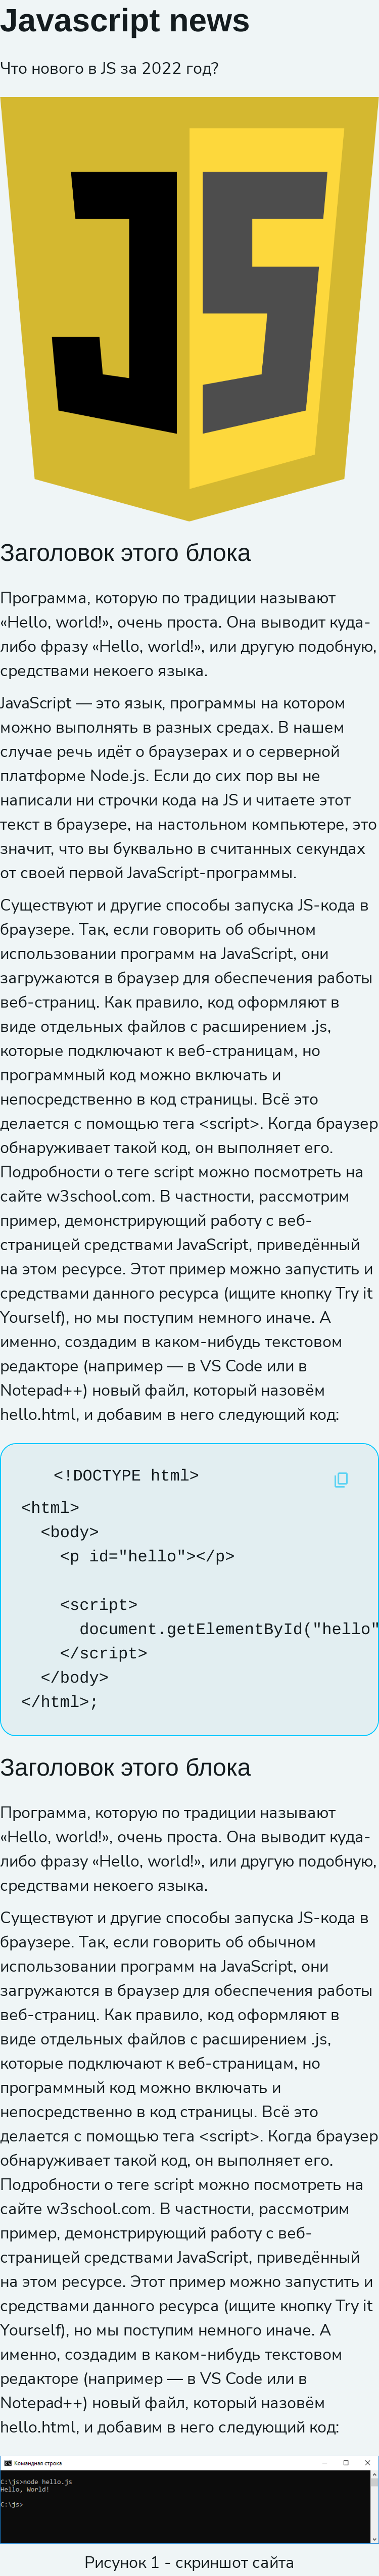 Javascript news
Что нового в JS за 2022 год?
JS
Заголовок этого блока
Программа, которую по традиции называют
«Hello, world!», очень проста. Она выводит куда-
либо фразу «Hello, world!», или другую подобную,
средствами некоего языка.
JavaScript — это язык, программы на котором
можно выполнять в разных средах. В нашем
случае речь идёт о браузерах и о серверной
платформе Node.js. Если до сих пор вы не
написали ни строчки кода на JS и читаете этот
текст в браузере, на настольном компьютере, это
значит, что вы буквально в считанных секундах
от своей первой JavaScript-программы.
Существуют и другие способы запуска JS-кода в
браузере. Так, если говорить об обычном
использовании программ на JavaScript, они
загружаются в браузер для обеспечения работы
веб-страниц. Как правило, код оформляют в
виде отдельных файлов с расширением .js,
которые подключают к веб-страницам, но
программный код можно включать и
непосредственно в код страницы. Всё это
делается с помощью тега <script>. Когда браузер
обнаруживает такой код, он выполняет его.
Подробности о теге script можно посмотреть на
сайте w3school.com. В частности, рассмотрим
пример, демонстрирующий работу с веб-
страницей средствами JavaScript, приведённый
на этом ресурсе. Этот пример можно запустить и
средствами данного ресурса (ищите кнопку Try it
Yourself), но мы поступим немного иначе. А
именно, создадим в каком-нибудь текстовом
редакторе (например — в VS Code или в
Notepad++) новый файл, который назовём
hello.html, и добавим в него следующий код:
<!DOCTYPE html>
<html>
<body>
<p id="hello"></p>
<script>
document.getElementById("hello"
</script>
</body>
</html>;
Заголовок этого блока
Программа, которую по традиции называют
«Hello, world!», очень проста. Она выводит куда-
либо фразу «Hello, world!», или другую подобную,
средствами некоего языка.
Существуют и другие способы запуска JS-кода в
браузере. Так, если говорить об обычном
использовании программ на JavaScript, они
загружаются в браузер для обеспечения работы
веб-страниц. Как правило, код оформляют в
виде отдельных файлов с расширением .js,
которые подключают к веб-страницам, но
программный код можно включать и
непосредственно в код страницы. Всё это
делается с помощью тега <script>. Когда браузер
обнаруживает такой код, он выполняет его.
Подробности о теге script можно посмотреть на
сайте w3school.com. В частности, рассмотрим
пример, демонстрирующий работу с веб-
страницей средствами JavaScript, приведённый
на этом ресурсе. Этот пример можно запустить и
средствами данного ресурса (ищите кнопку Try it
Yourself), но мы поступим немного иначе. А
именно, создадим в каком-нибудь текстовом
редакторе (например — в VS Code или в
Notepad++) новый файл, который назовём
hello.html, и добавим в него следующий код:
Командная строка
C:\js>node hello.js
Hello, World!
C:\js>
Рисунок 1 - скриншот сайта